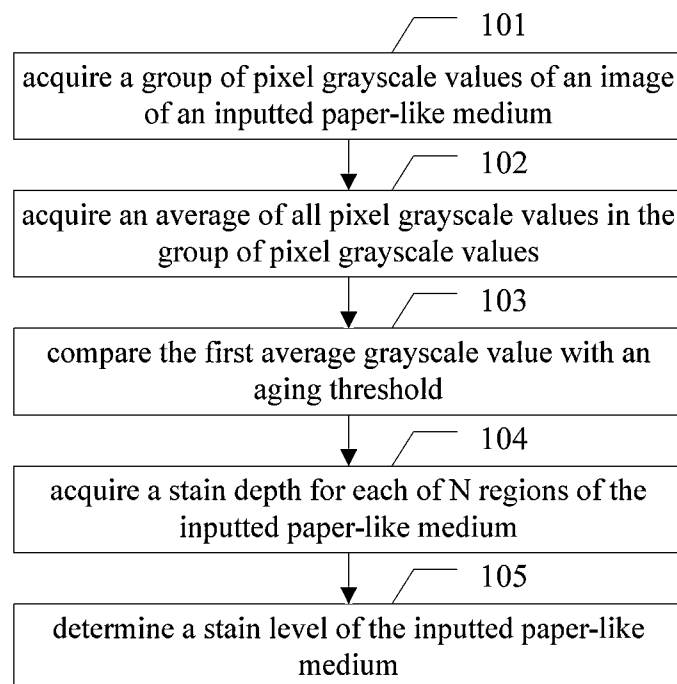 101
acquire a group of pixel grayscale values of an image
of an inputted paper-like medium
102
acquire an average of all pixel grayscale values in the
group of pixel grayscale values
103
compare the first average grayscale value with an
aging threshold
104
acquire a stain depth for each of N regions of the
inputted paper-like medium
105
determine a stain level of the inputted paper-like
medium